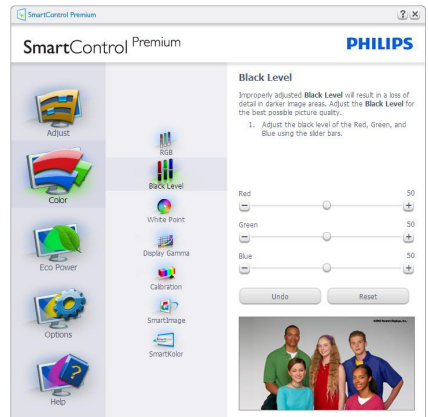 SmartControl Premium
SmartControl Premium
PHILIPS
Adjust
Color
Eco Power
Options
Help
RGB
Black Level
White Point
Display Gamma
Calibration
SmartImage
SmartKolor
Black Level
Improperly adjusted Black Level will result in a loss of
detail in darker image areas. Adjust the Black Level for
the best possible picture quality.
1. Adjust the black level of the Red, Green, and
Blue using the slider bars.
Red 50
Green 50
Blue 50
Undo Reset